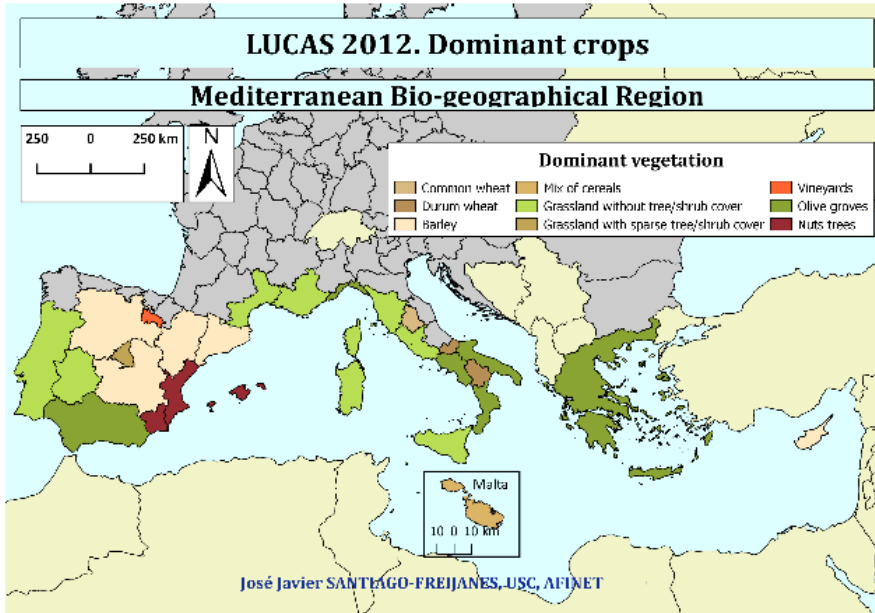 LUCAS 2012. Dominant crops
Mediterranean Bio-geographical Region
250 0 250 km
N
Dominant vegetation
Common wheat Mix of cereals Vineyards
Durum wheat Grassland without tree/shrub cover Olive groves
Barley Grassland with sparse tree/shrub cover Nuts trees
Malta
10 0 10 km
José Javier SANTIAGO-FREIJANES, USC, AFINET